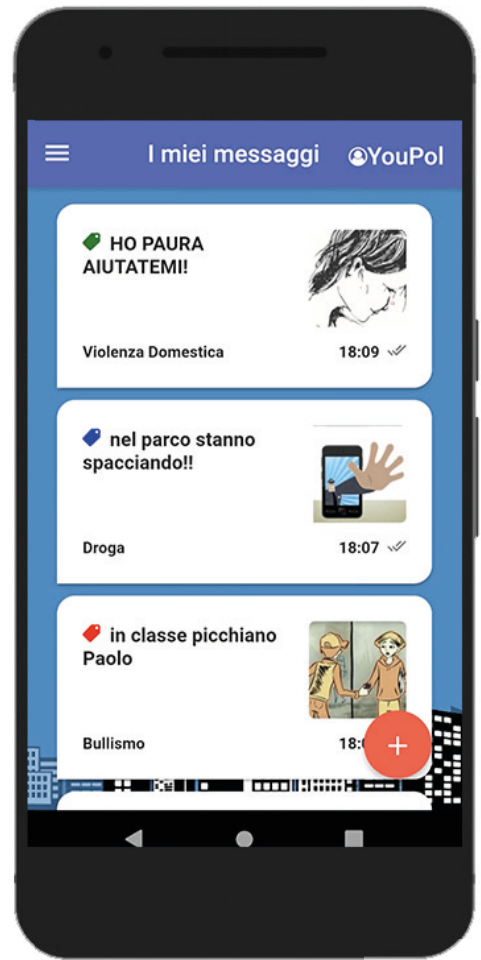 I miei messaggi YouPol
HO PAURA
AIUTATEMI!
Violenza Domestica 18:09
nel parco stanno
spacciando!!
Droga 18:07
in classe picchiano
Paolo
Bullismo